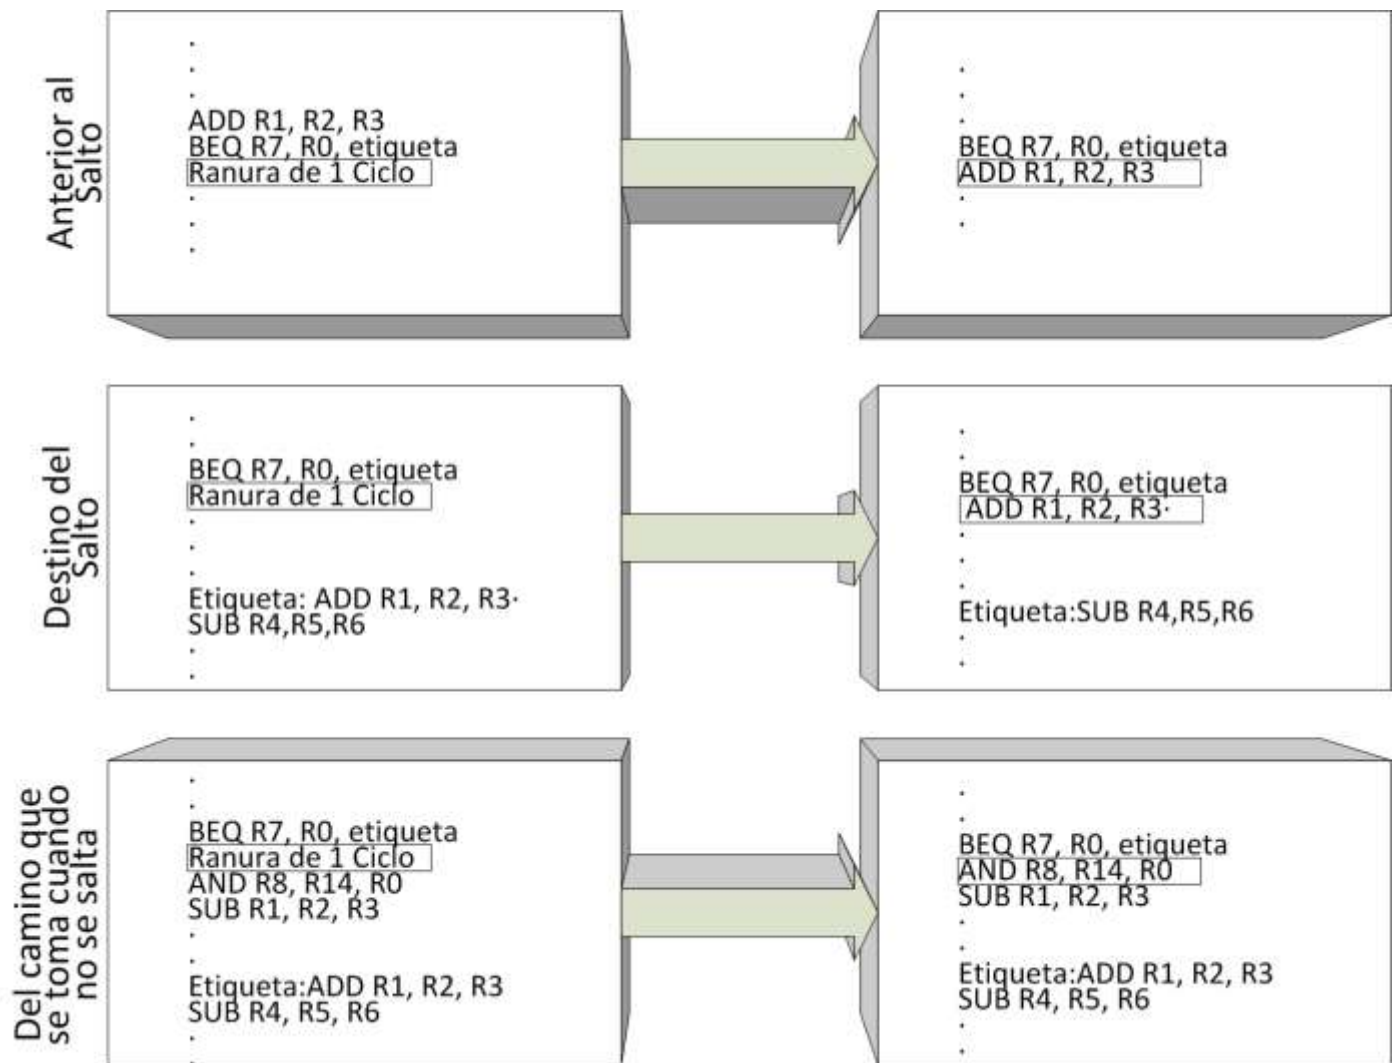 Anterior al
Salto
ADD R1, R2, R3
BEQ R7, R0, etiqueta
Ranura de 1 Ciclo
BEQ R7, R0, etiqueta
ADD R1, R2, R3
Destino del
Salto
BEQ R7, R0, etiqueta
Ranura de 1 Ciclo
Etiqueta: ADD R1, R2, R3·
SUB R4,R5,R6
BEQ R7, R0, etiqueta
ADD R1, R2, R3·
Etiqueta:SUB R4,R5,R6
Del camino que
se toma cuando
no se salta
BEQ R7, R0, etiqueta
Ranura de 1 Ciclo
AND R8, R14, R0
SUB R1, R2, R3
Etiqueta:ADD R1, R2, R3
SUB R4, R5, R6
BEQ R7, R0, etiqueta
AND R8, R14, R0
SUB R1, R2, R3
Etiqueta:ADD R1, R2, R3
SUB R4, R5, R6